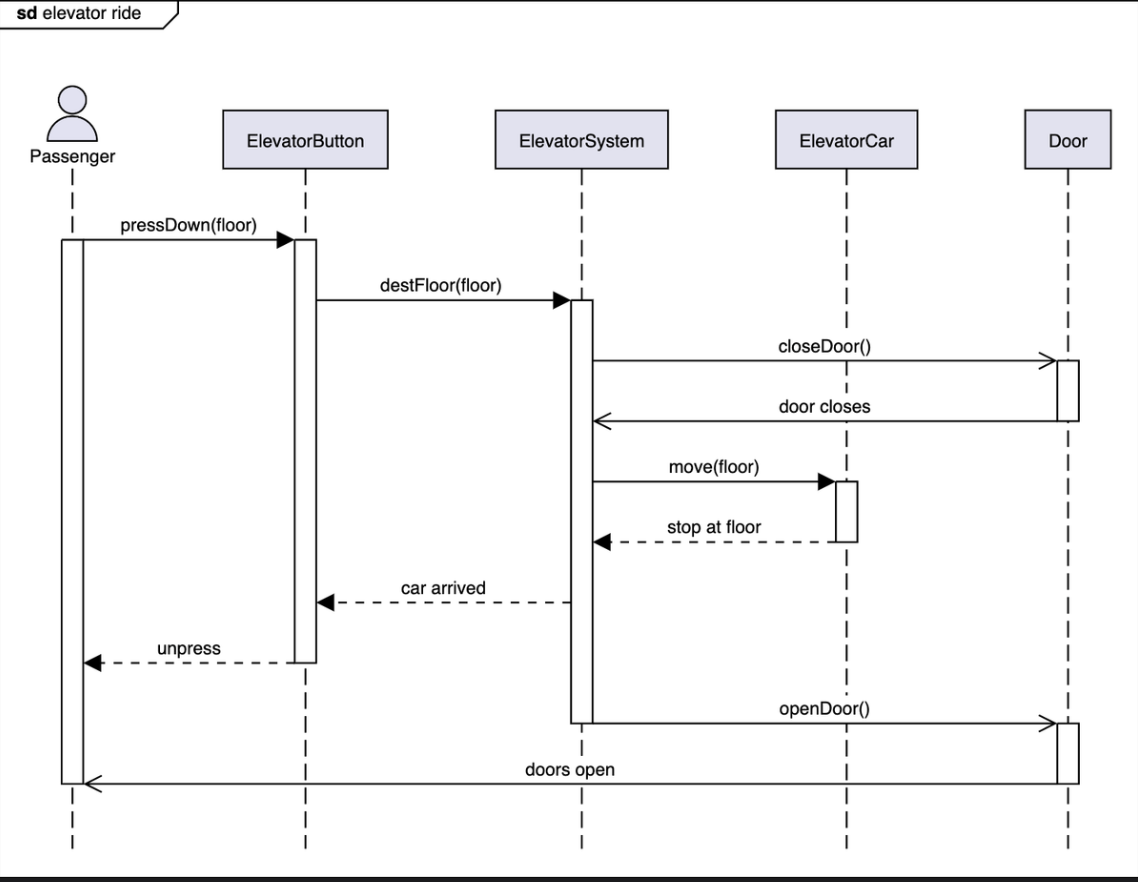 sd elevator ride
Passenger
ElevatorButton
ElevatorSystem
ElevatorCar
Door
pressDown(floor)
destFloor(floor)
closeDoor()
door closes
move(floor)
stop at floor
car arrived
unpress
openDoor()
doors open